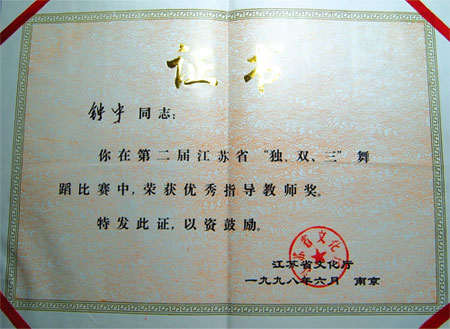 证书
同志:
你在第二届江苏省“独、双、三”舞
蹈比赛中,荣获优秀指导教师奖。
特发此证,以资鼓励。
江苏省文化厅
一九九八年六月 南京